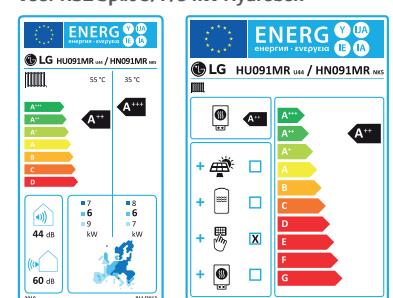 ENERG Y IJA
енергия · ενεργεια IE IA
LG HU091MR U44 / HN091MR NK5
55 °C 35 °C
A+++
A++
A+
A
B
C
D
A++
A+++
44 dB
60 dB
7
6
9
kW
8
6
7
kW
ENERG Y IJA
енергия · ενεργεια IE IA
LG HU091MR U44 / HN091MR NK5
A++
+
+
+ X
+
A+++
A++
A+
A
B
C
D
E
F
G
A++